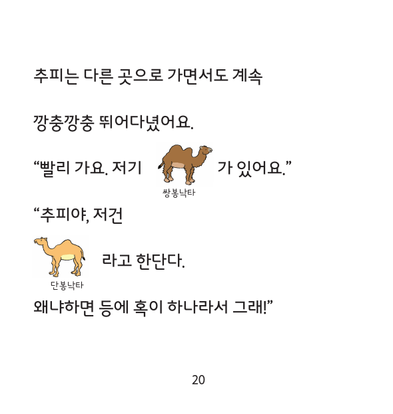 추피는 다른 곳으로 가면서도 계속
깡충깡충 뛰어다녔어요.
“빨리 가요. 저기 가 있어요.”
쌍봉낙타
“추피야, 저건
단봉낙타
라고 한단다.
왜냐하면 등에 혹이 하나라서 그래!”
20